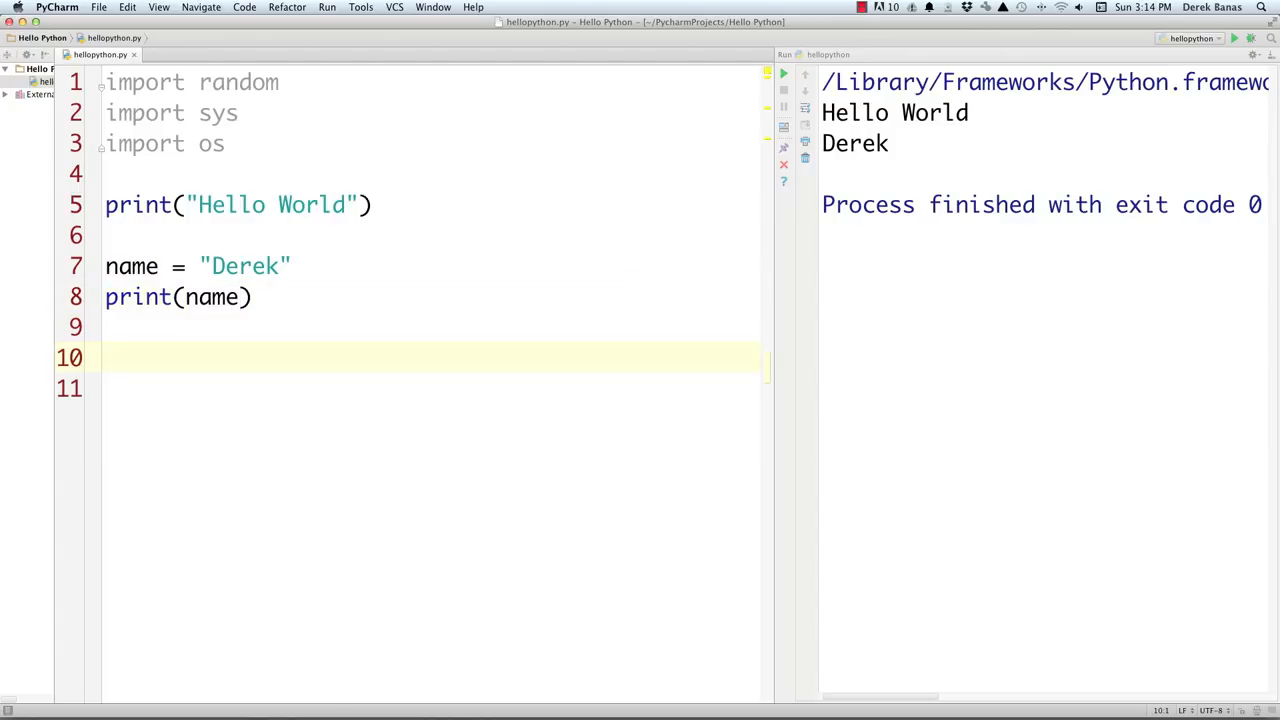 PyCharm File Edit View Navigate Code Refactor Run Tools VCS Window Help 10 Sun 3:14 PM Derek Banas
hellopython.py – Hello Python – [~/PycharmProjects/Hello Python]
Hello Python hellopython.py hellopython
hellopython.py Run hellopython
Hello P
hell
Extern
1 import random
2 import sys
3 import os
4
5 print("Hello World")
6
7 name = "Derek"
8 print(name)
9
10
11
/Library/Frameworks/Python.framewo
Hello World
Derek
Process finished with exit code 0
10:1 LF UTF-8